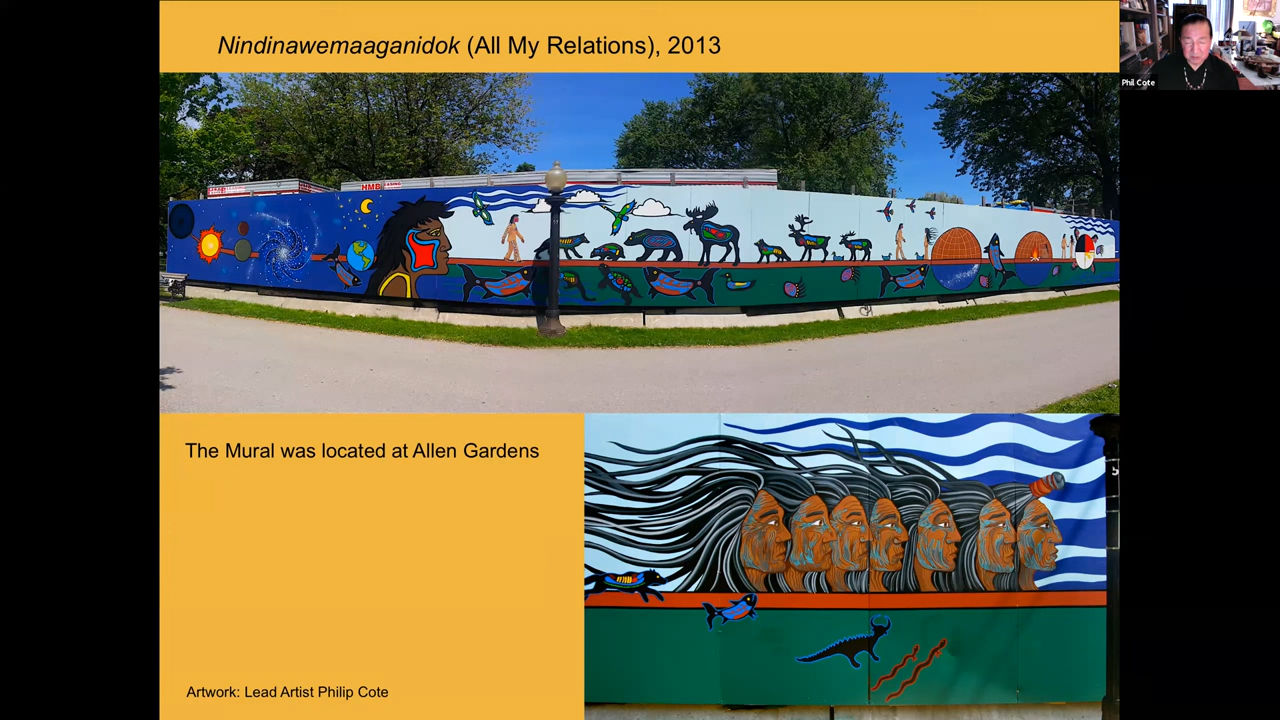 Nindinawemaaganidok (All My Relations), 2013
Phil Cote
HMB
The Mural was located at Allen Gardens
Artwork: Lead Artist Philip Cote